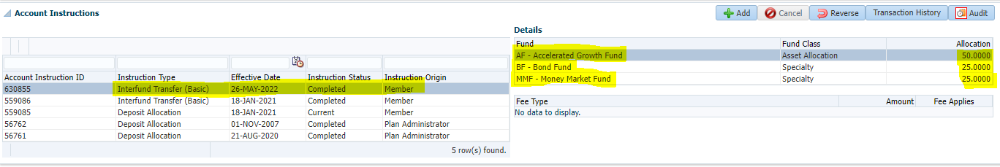 Account Instructions
Add Cancel Reverse Transaction History Audit
Account Instruction ID Instruction Type Effective Date Instruction Status Instruction Origin
630855 Interfund Transfer (Basic) 26-MAY-2022 Completed Member
559086 Interfund Transfer (Basic) 18-JAN-2021 Completed Member
559085 Deposit Allocation 18-JAN-2021 Current Member
56762 Deposit Allocation 01-NOV-2007 Completed Plan Administrator
56761 Deposit Allocation 21-AUG-2020 Completed Plan Administrator
5 row(s) found.
Details
Fund Fund Class Allocation
AF - Accelerated Growth Fund Asset Allocation 50.0000
BF - Bond Fund Specialty 25.0000
MMF - Money Market Fund Specialty 25.0000
Fee Type Amount Fee Applies
No data to display.